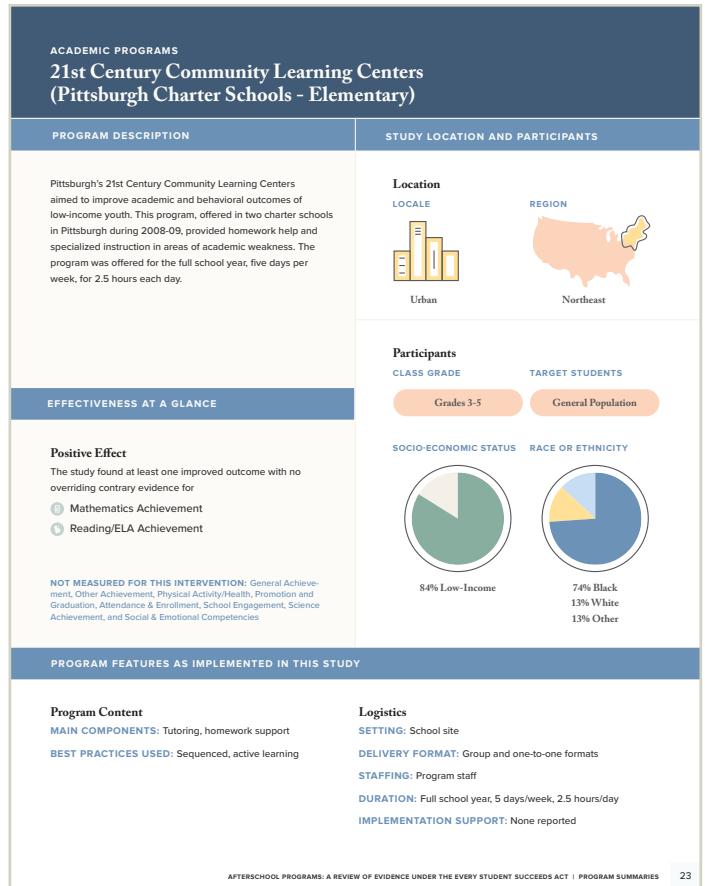 ACADEMIC PROGRAMS
21st Century Community Learning Centers
(Pittsburgh Charter Schools - Elementary)
PROGRAM DESCRIPTION
Pittsburgh's 21st Century Community Learning Centers
aimed to improve academic and behavioral outcomes of
low-income youth. This program, offered in two charter schools
in Pittsburgh during 2008-09, provided homework help and
specialized instruction in areas of academic weakness. The
program was offered for the full school year, five days per
week, for 2.5 hours each day.
EFFECTIVENESS AT A GLANCE
Positive Effect
The study found at least one improved outcome with no
overriding contrary evidence for
Mathematics Achievement
Reading/ELA Achievement
NOT MEASURED FOR THIS INTERVENTION: General Achieve-
ment, Other Achievement, Physical Activity/Health, Promotion and
Graduation, Attendance & Enrollment, School Engagement, Science
Achievement, and Social & Emotional Competencies
STUDY LOCATION AND PARTICIPANTS
Location
LOCALE
Urban
REGION
Northeast
Participants
CLASS GRADE
Grades 3-5
TARGET STUDENTS
General Population
SOCIO-ECONOMIC STATUS
84% Low-Income
RACE OR ETHNICITY
74% Black
13% White
13% Other
PROGRAM FEATURES AS IMPLEMENTED IN THIS STUDY
Program Content
MAIN COMPONENTS: Tutoring, homework support
BEST PRACTICES USED: Sequenced, active learning
Logistics
SETTING: School site
DELIVERY FORMAT: Group and one-to-one formats
STAFFING: Program staff
DURATION: Full school year, 5 days/week, 2.5 hours/day
IMPLEMENTATION SUPPORT: None reported
AFTERSCHOOL PROGRAMS: A REVIEW OF EVIDENCE UNDER THE EVERY STUDENT SUCCEEDS ACT | PROGRAM SUMMARIES 23